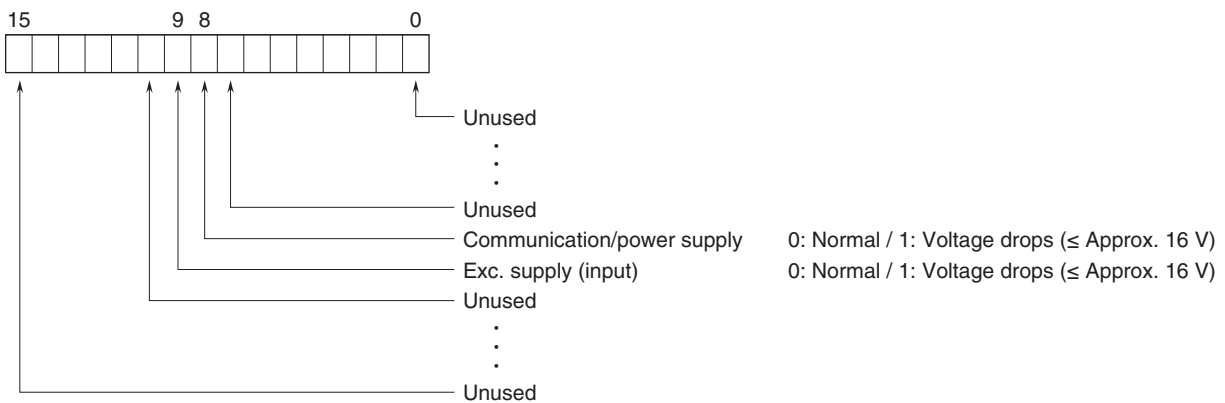 15 9 8 0
Unused
Unused
Communication/power supply 0: Normal / 1: Voltage drops (≤ Approx. 16 V)
Exc. supply (input) 0: Normal / 1: Voltage drops (≤ Approx. 16 V)
Unused
Unused